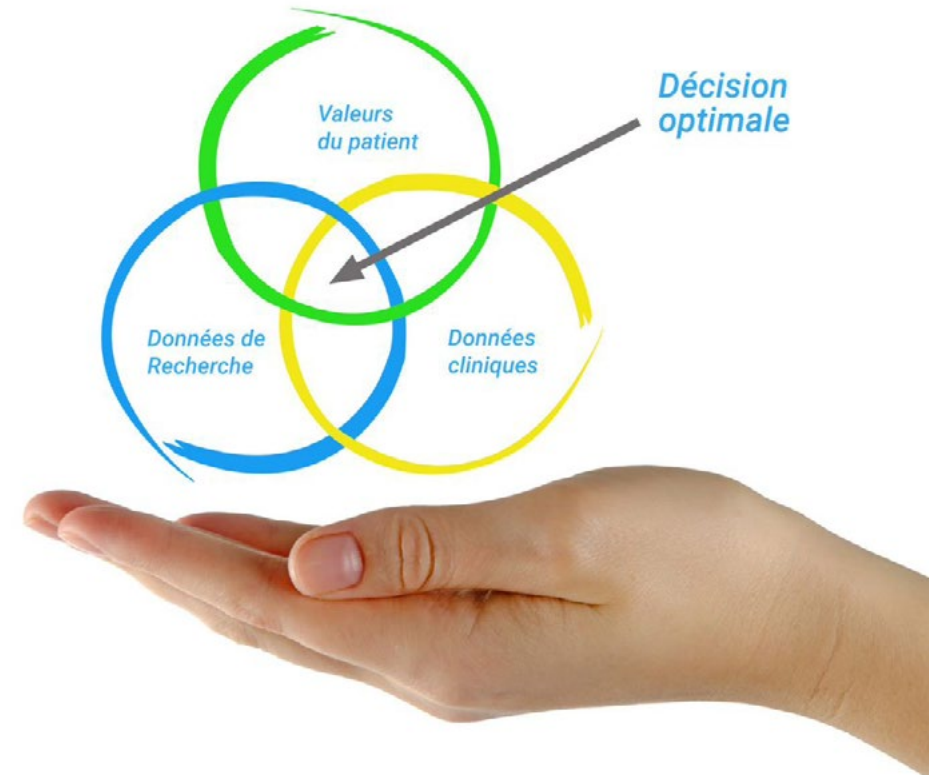 Valeurs
du patient
Décision
optimale
Données de
Recherche
Données
cliniques